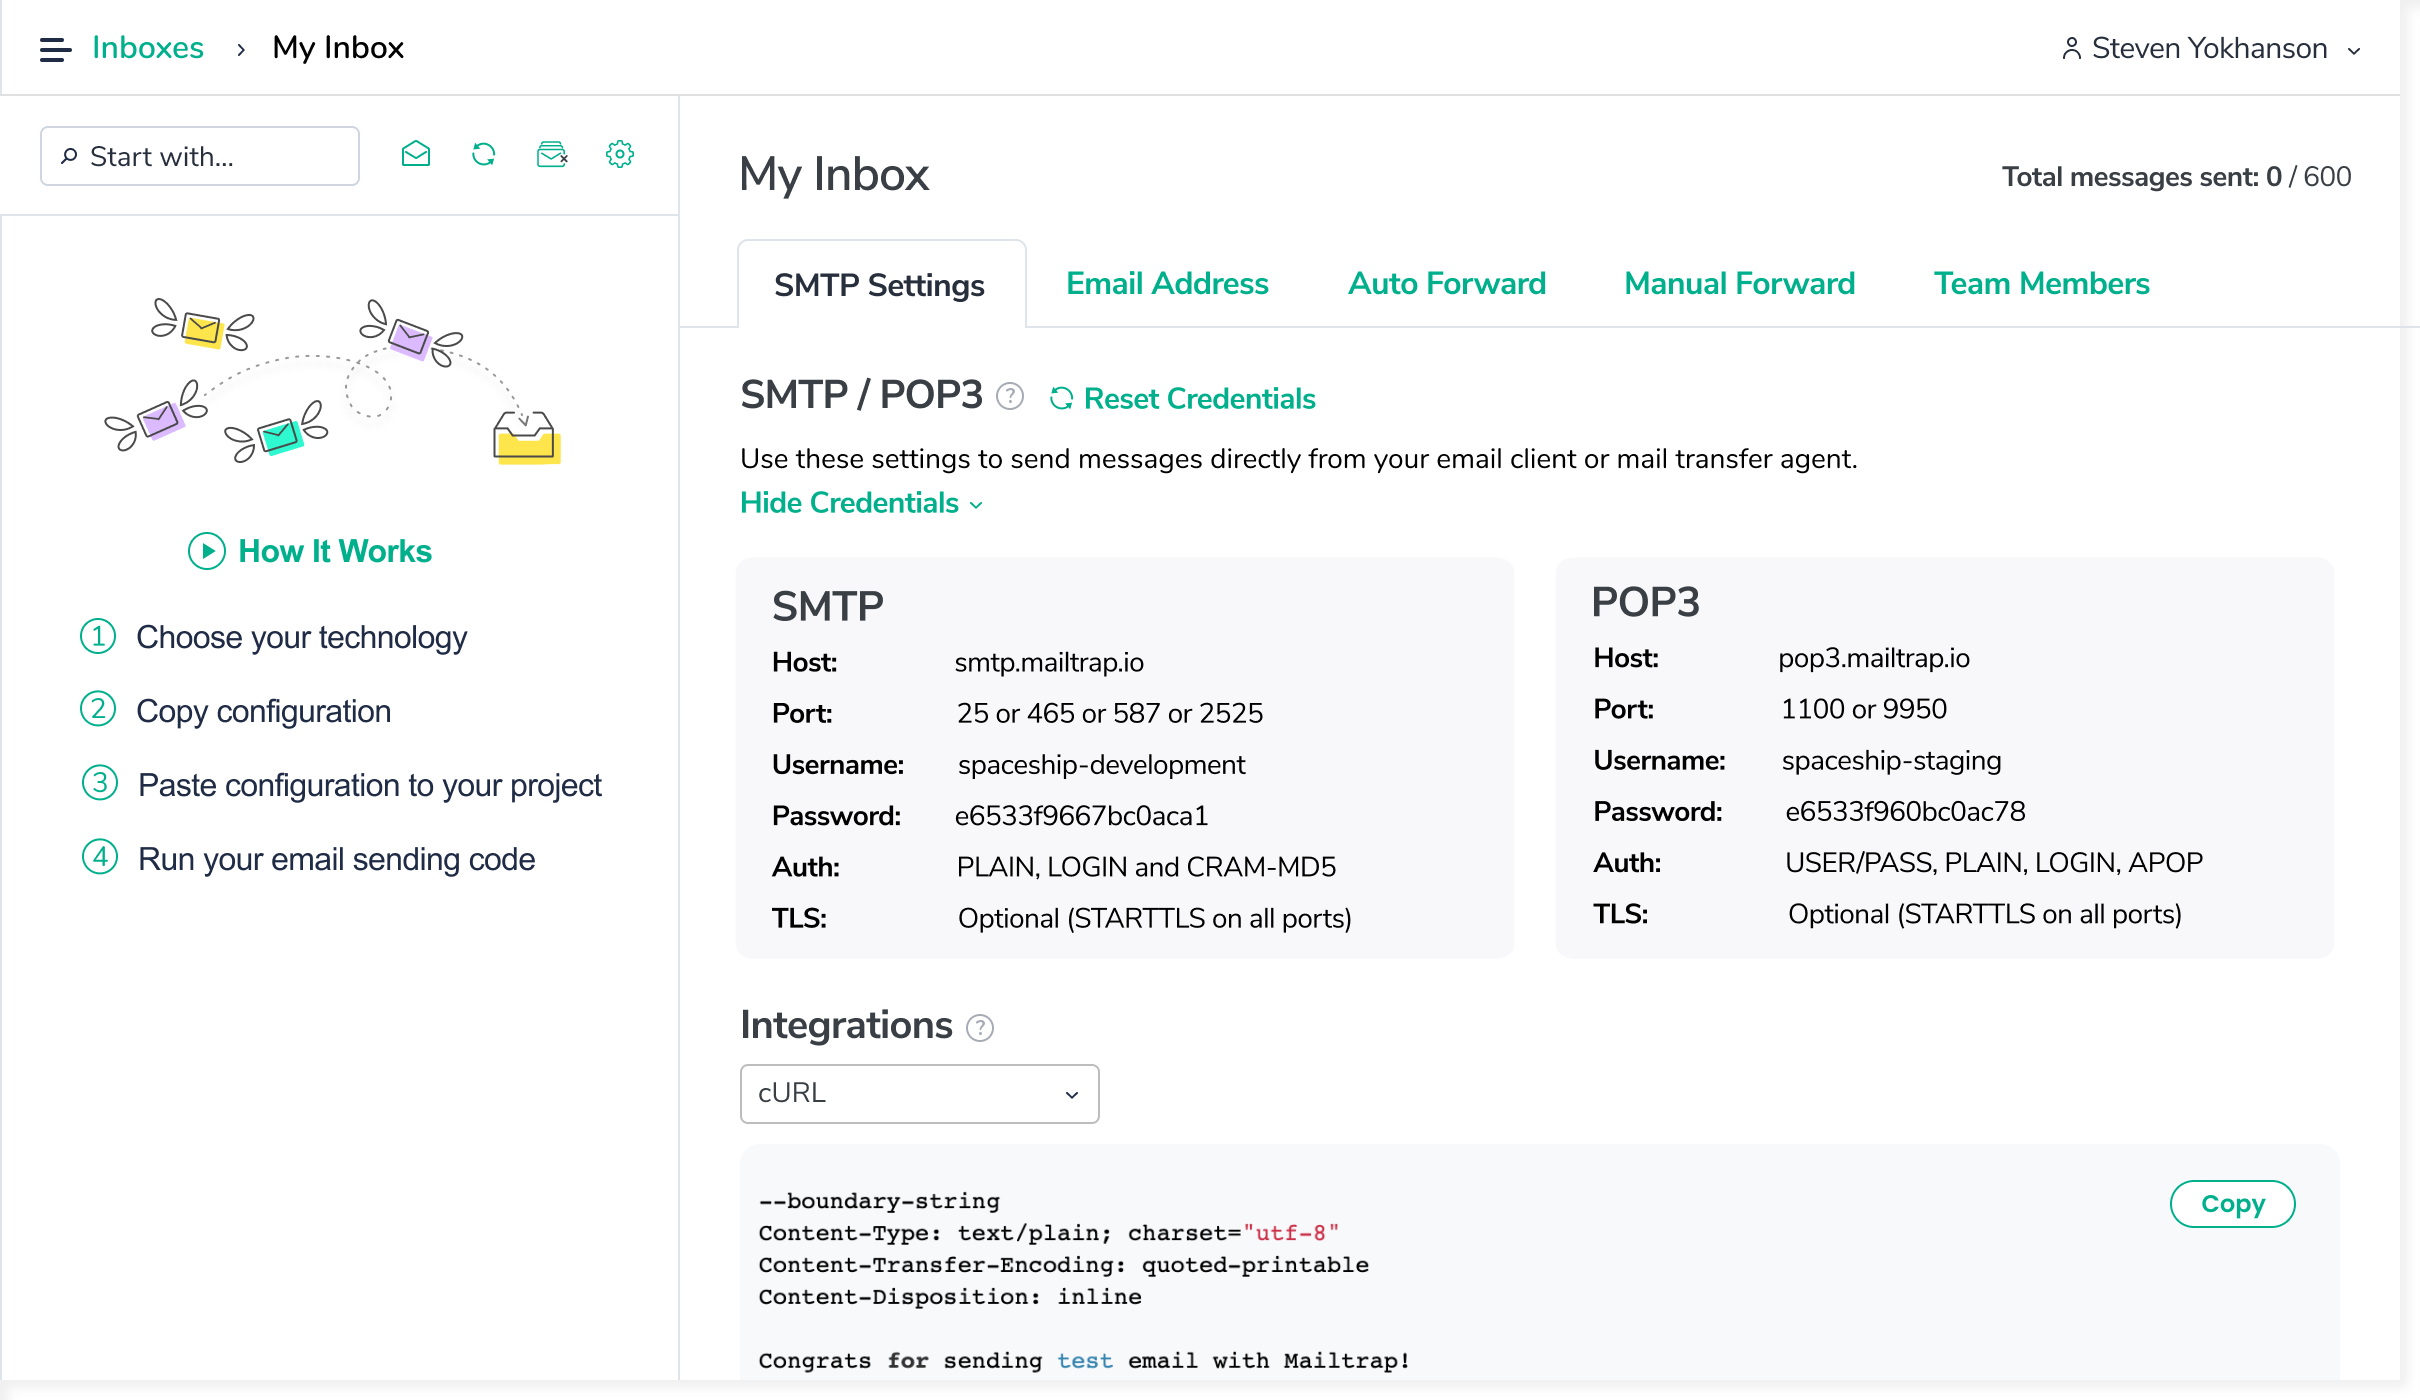 Inboxes › My Inbox
Steven Yokhanson
Start with...
How It Works
1 Choose your technology
2 Copy configuration
3 Paste configuration to your project
4 Run your email sending code
My Inbox
Total messages sent: 0 / 600
SMTP Settings
Email Address
Auto Forward
Manual Forward
Team Members
SMTP / POP3 ? Reset Credentials
Use these settings to send messages directly from your email client or mail transfer agent.
Hide Credentials
SMTP
Host: smtp.mailtrap.io
Port: 25 or 465 or 587 or 2525
Username: spaceship-development
Password: e6533f9667bc0aca1
Auth: PLAIN, LOGIN and CRAM-MD5
TLS: Optional (STARTTLS on all ports)
POP3
Host: pop3.mailtrap.io
Port: 1100 or 9950
Username: spaceship-staging
Password: e6533f960bc0ac78
Auth: USER/PASS, PLAIN, LOGIN, APOP
TLS: Optional (STARTTLS on all ports)
Integrations ?
cURL
Copy
--boundary-string
Content-Type: text/plain; charset="utf-8"
Content-Transfer-Encoding: quoted-printable
Content-Disposition: inline
Congrats for sending test email with Mailtrap!